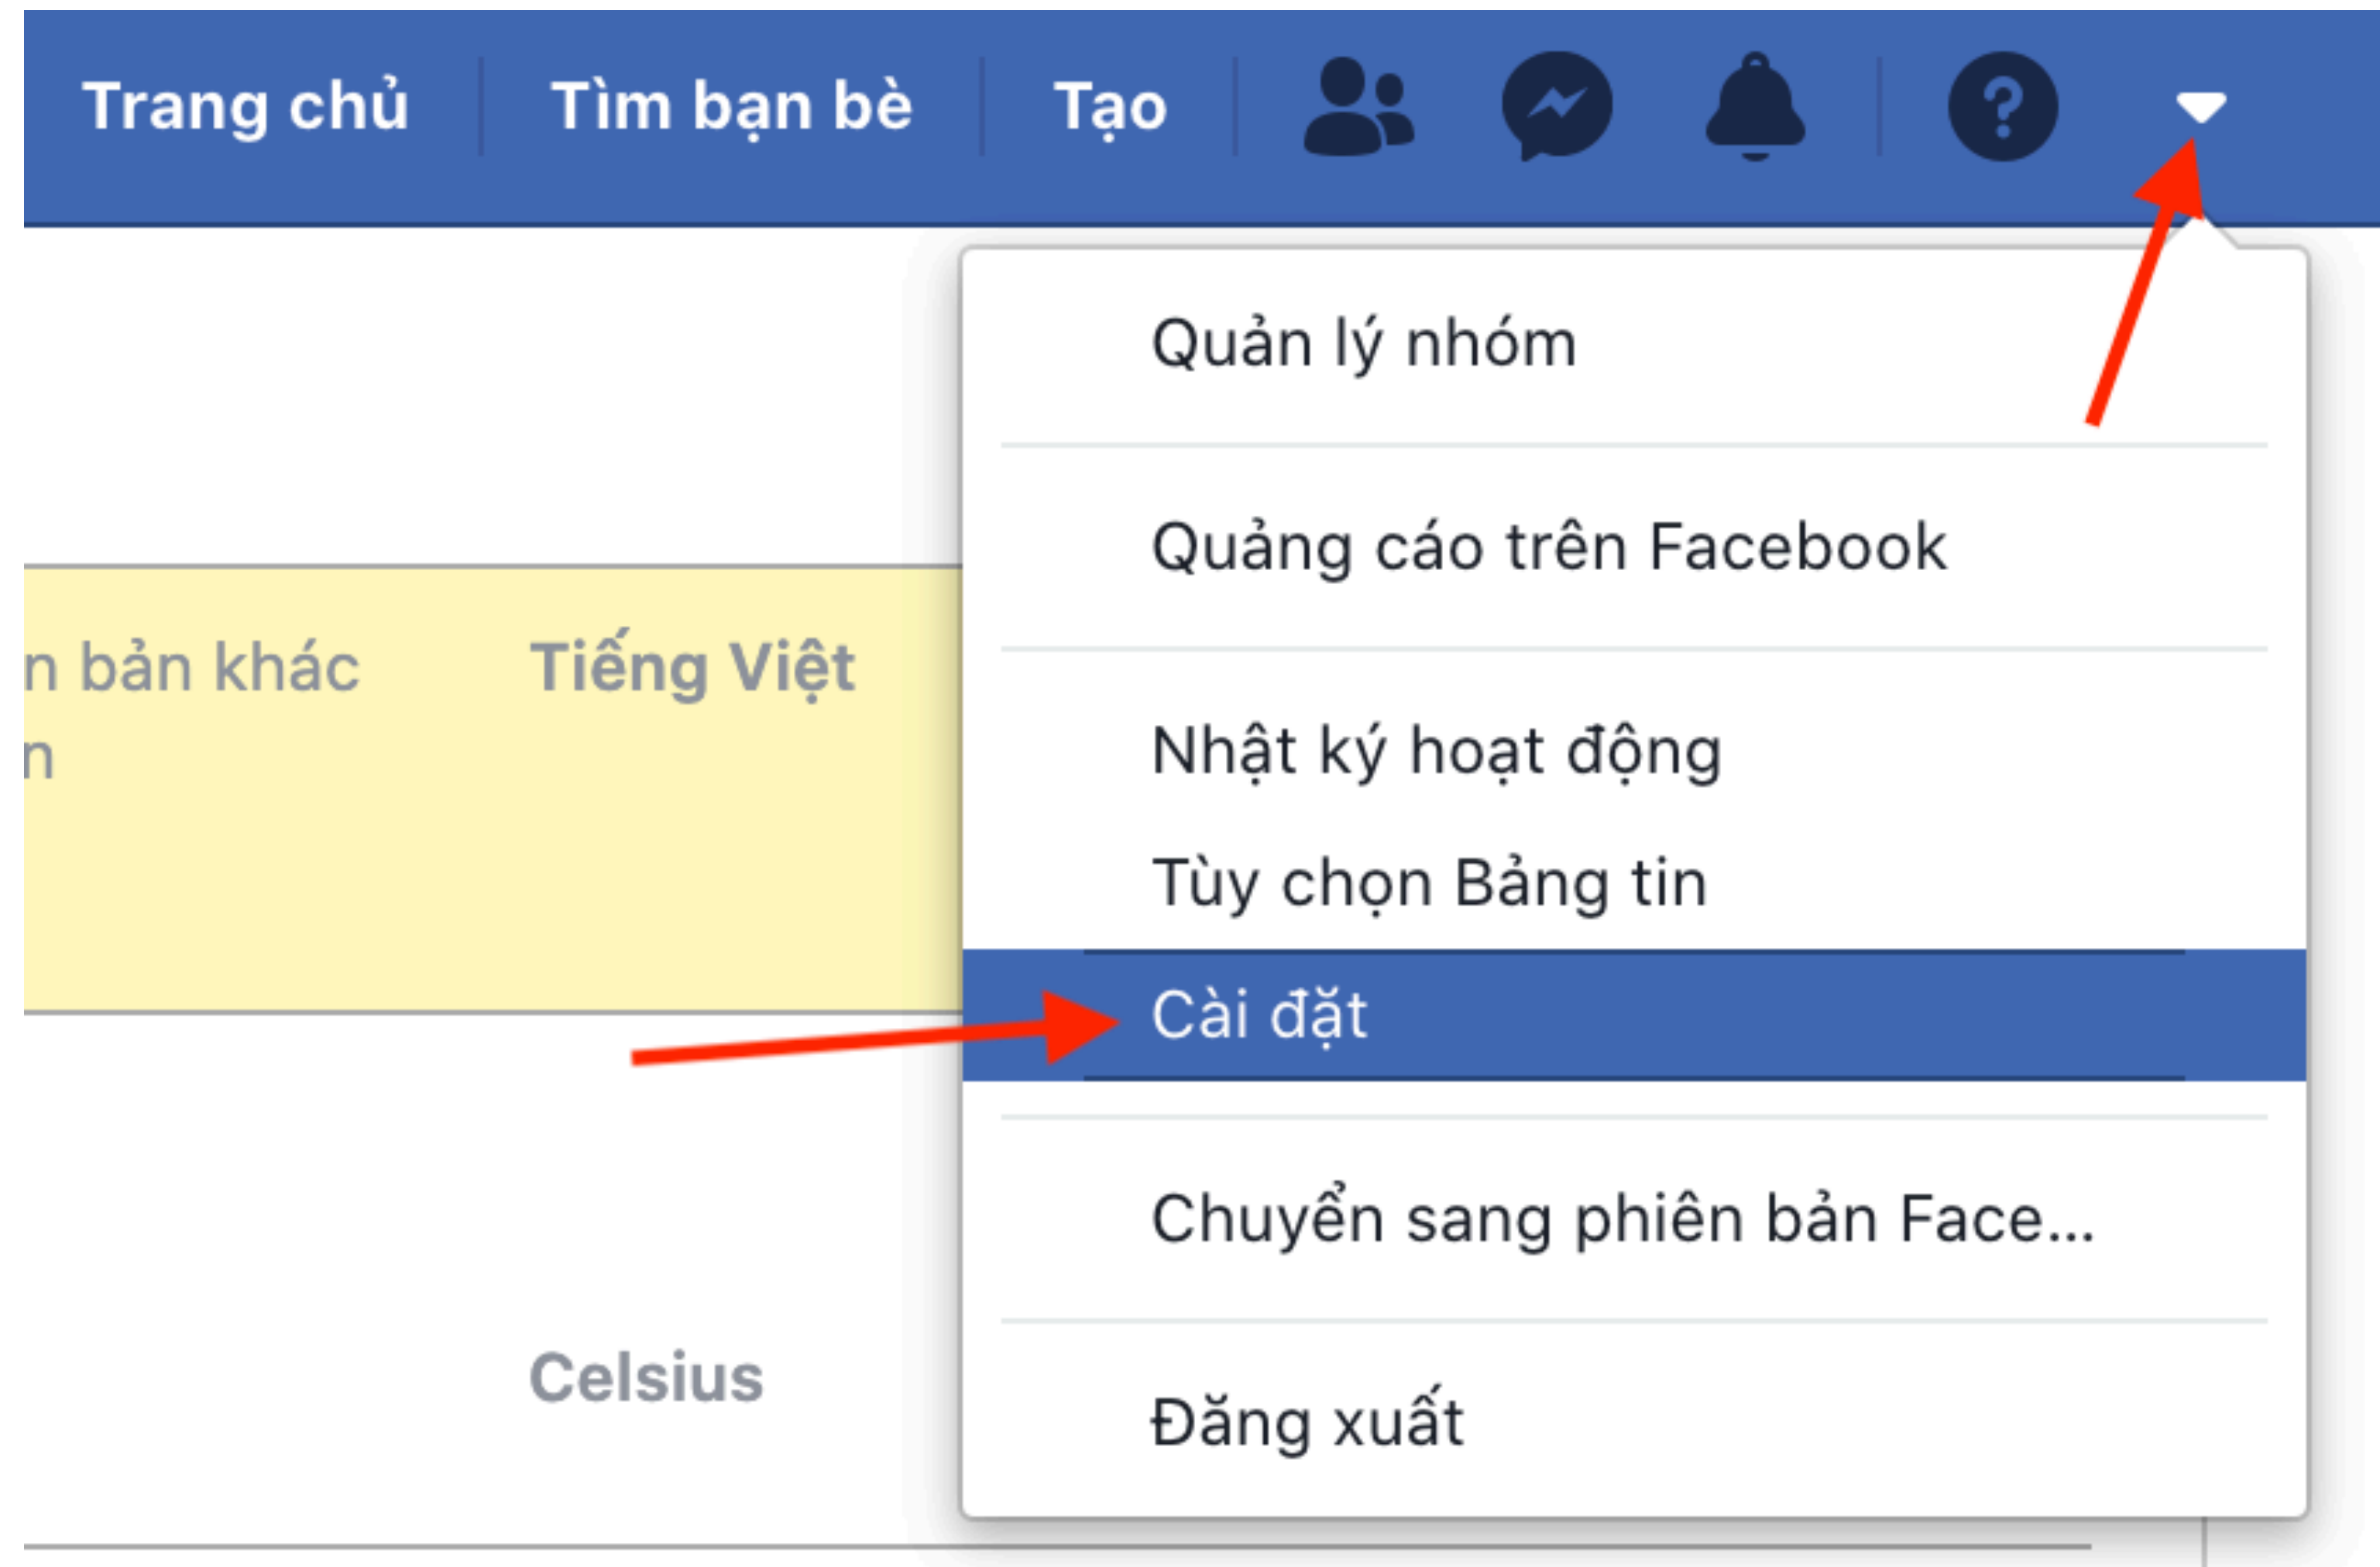 Trang chủ
Tìm bạn bè
Tạo
Quản lý nhóm
Quảng cáo trên Facebook
n bản khác
n
Tiếng Việt
Nhật ký hoạt động
Tùy chọn Bảng tin
Cài đặt
Chuyển sang phiên bản Face...
Celsius
Đăng xuất